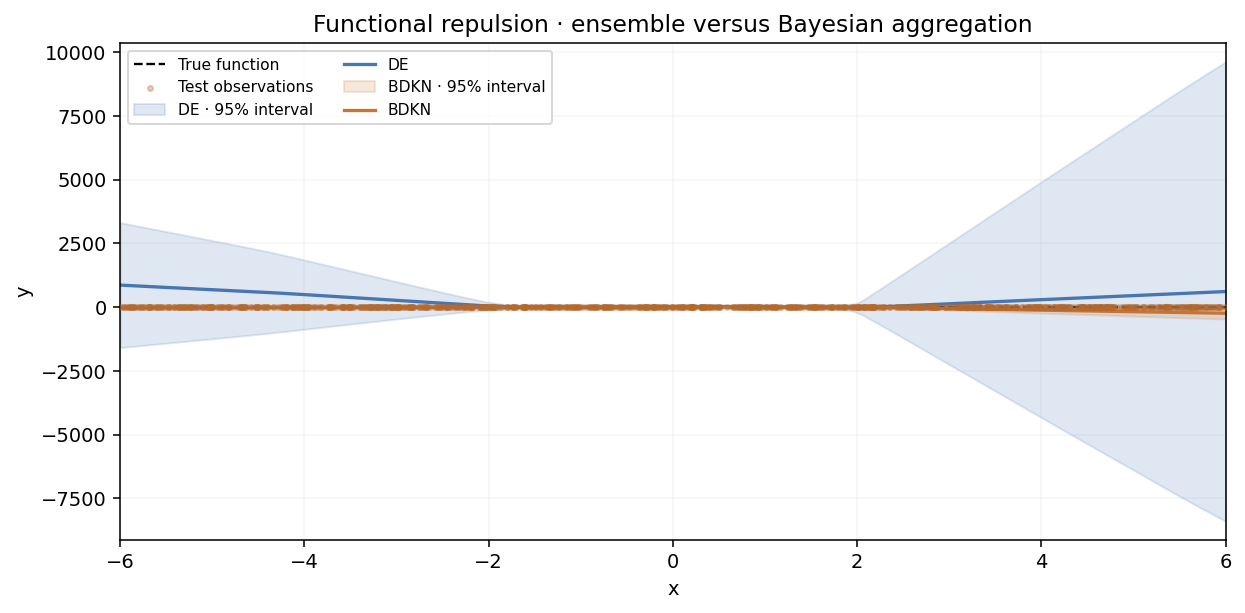 Functional repulsion · ensemble versus Bayesian aggregation
True function
Test observations
DE · 95% interval
DE
BDKN · 95% interval
BDKN
10000
7500
5000
2500
0
−2500
−5000
−7500
y
−6
−4
−2
0
2
4
6
x